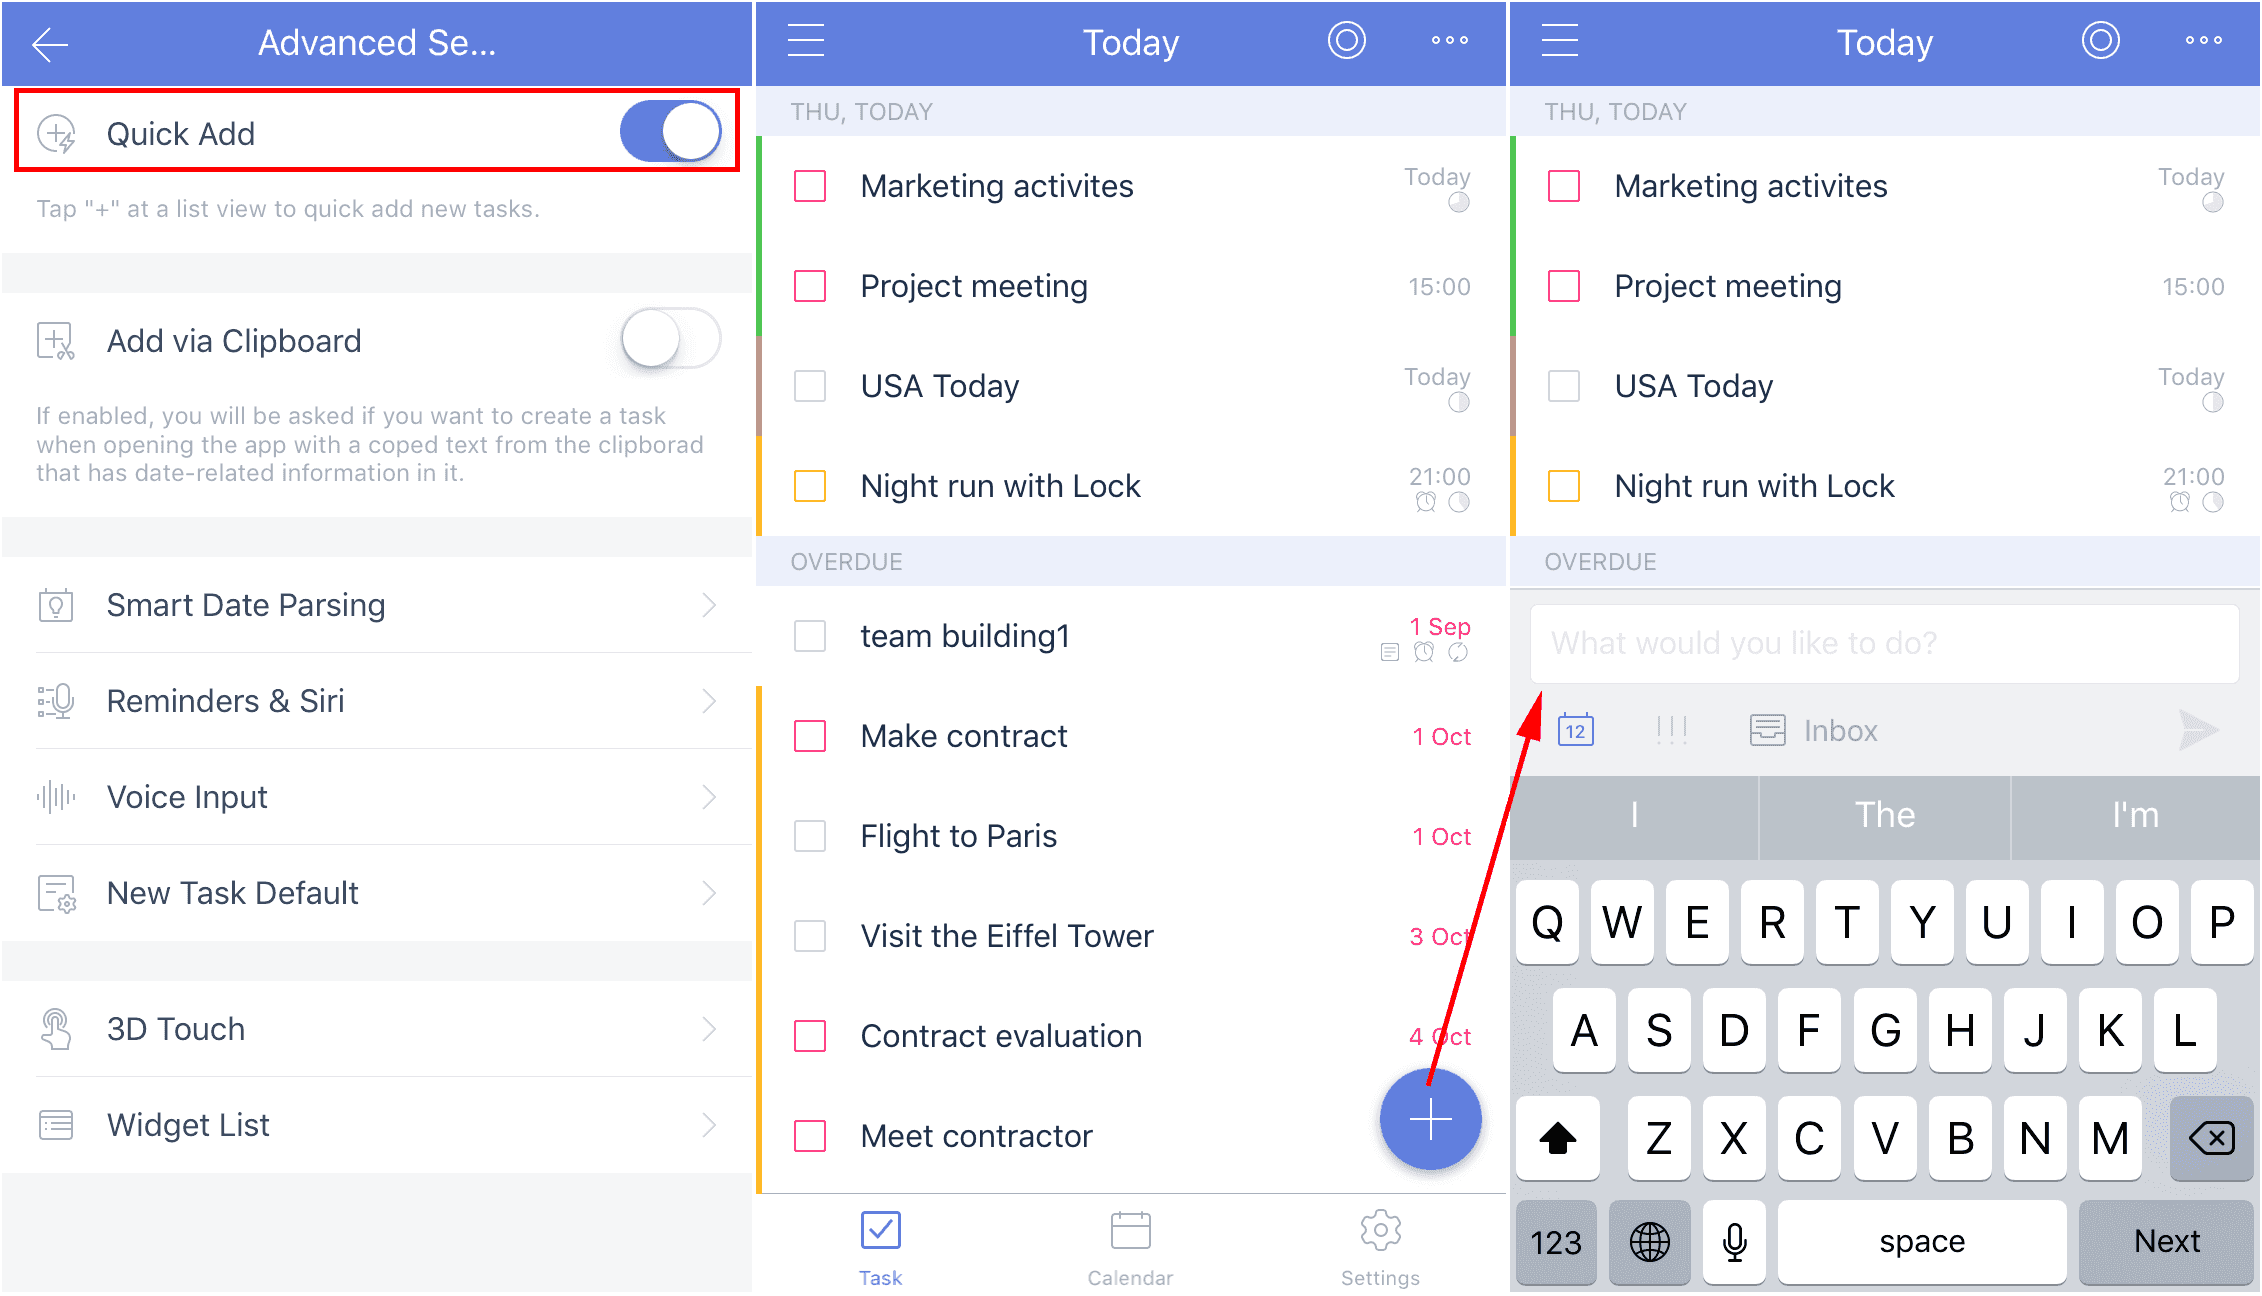 Advanced Se...
Quick Add
Tap "+" at a list view to quick add new tasks.
Add via Clipboard
If enabled, you will be asked if you want to create a task
when opening the app with a coped text from the clipborad
that has date-related information in it.
Smart Date Parsing
Reminders & Siri
Voice Input
New Task Default
3D Touch
Widget List
Today
THU, TODAY
Marketing activites
Today
Project meeting
15:00
USA Today
Today
Night run with Lock
21:00
OVERDUE
team building1
1 Sep
Make contract
1 Oct
Flight to Paris
1 Oct
Visit the Eiffel Tower
3 Oct
Contract evaluation
4 Oct
Meet contractor
Task
Calendar
Settings
Today
THU, TODAY
Marketing activites
Today
Project meeting
15:00
USA Today
Today
Night run with Lock
21:00
OVERDUE
What would you like to do?
12
!!!
Inbox
I The I'm
Q W E R T Y U I O P
A S D F G H J K L
Z X C V B N M
123 space Next